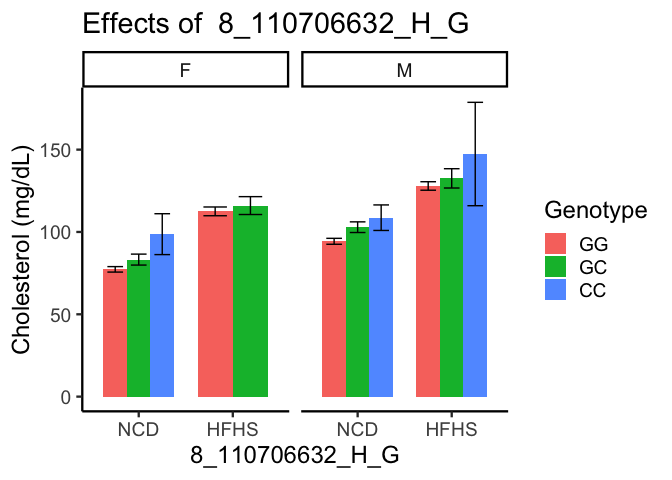 Effects of  8_110706632_H_G
F
M
Cholesterol (mg/dL)
150
100
50
0
NCD
HFHS
NCD
HFHS
8_110706632_H_G
Genotype
GG
GC
CC